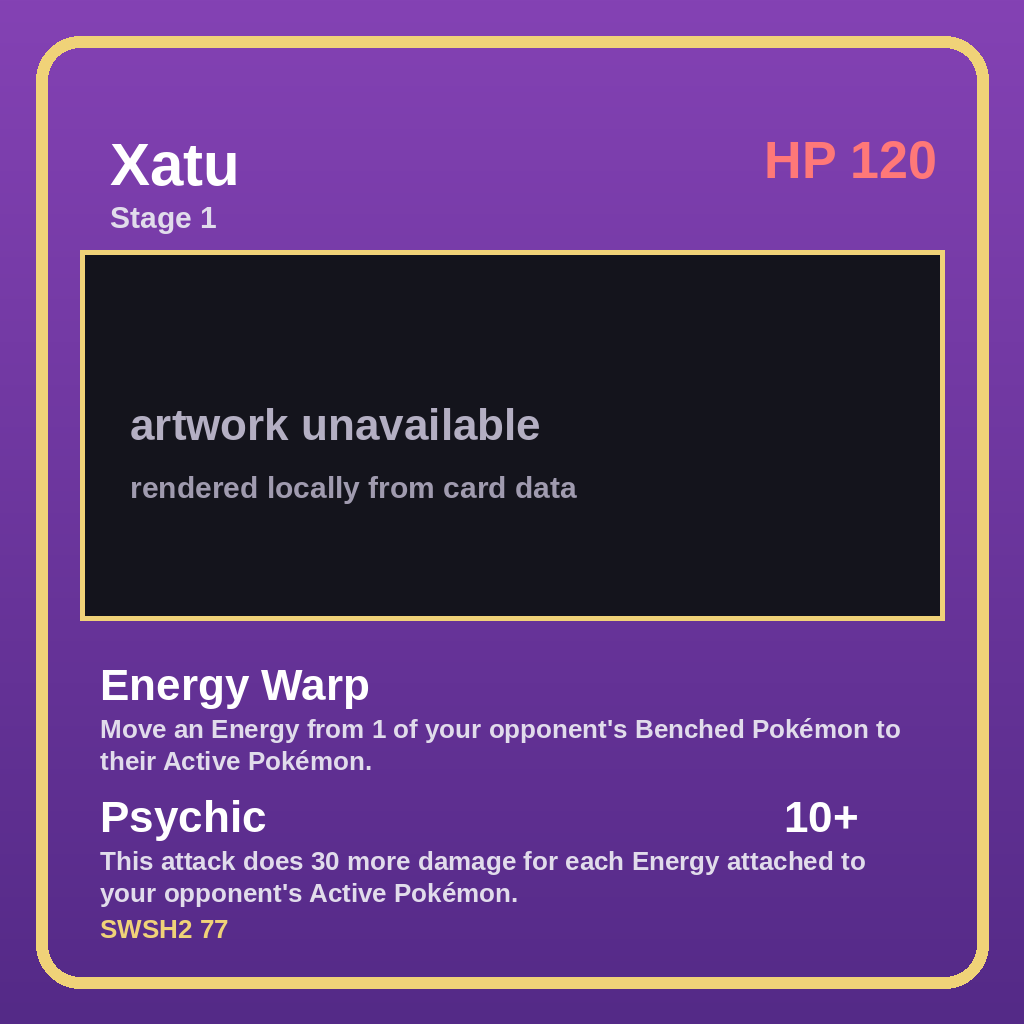 Xatu
HP 120
Stage 1
artwork unavailable
rendered locally from card data
Energy Warp
Move an Energy from 1 of your opponent's Benched Pokémon to
their Active Pokémon.
Psychic 10+
This attack does 30 more damage for each Energy attached to
your opponent's Active Pokémon.
SWSH2 77